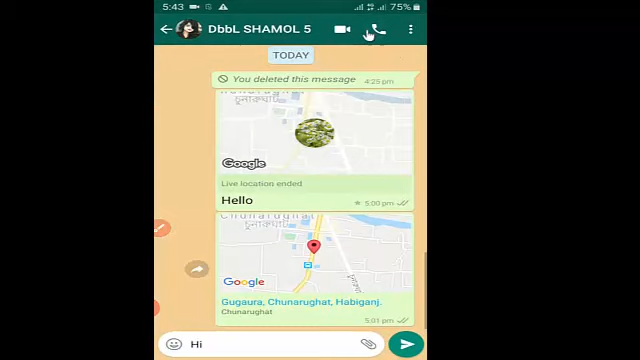 5:43 75%
DbbL SHAMOL 5
TODAY
You deleted this message 4:25 pm
চুনারুঘাট
Google
Live location ended
Hello 5:00 pm
Chunarughat
চুনারুঘাট
Google
Gugaura, Chunarughat, Habiganj.
Chunarughat
5:01 pm
Hi